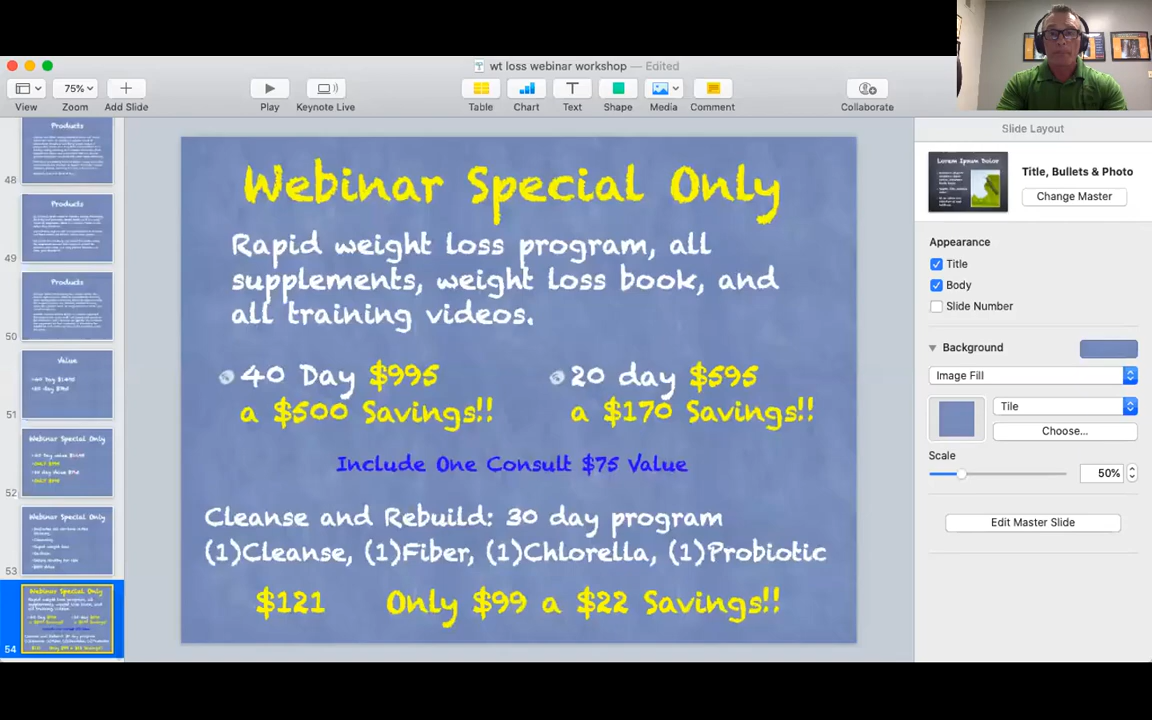 wt loss webinar workshop — Edited
View
75%
Zoom
Add Slide
Play
Keynote Live
Table
Chart
Text
Shape
Media
Comment
Collaborate
Products
48
Products
49
Products
50
Value
51
Webinar Special Only
52
Webinar Special Only
53
Webinar Special Only
54
Webinar Special Only
Rapid weight loss program, all
supplements, weight loss book, and
all training videos.
40 Day $995
a $500 Savings!!
20 day $595
a $170 Savings!!
Include One Consult $75 Value
Cleanse and Rebuild: 30 day program
(1)Cleanse, (1)Fiber, (1)Chlorella, (1)Probiotic
$121 Only $99 a $22 Savings!!
Slide Layout
Title, Bullets & Photo
Change Master
Appearance
Title
Body
Slide Number
Background
Image Fill
Tile
Choose...
Scale
50%
Edit Master Slide